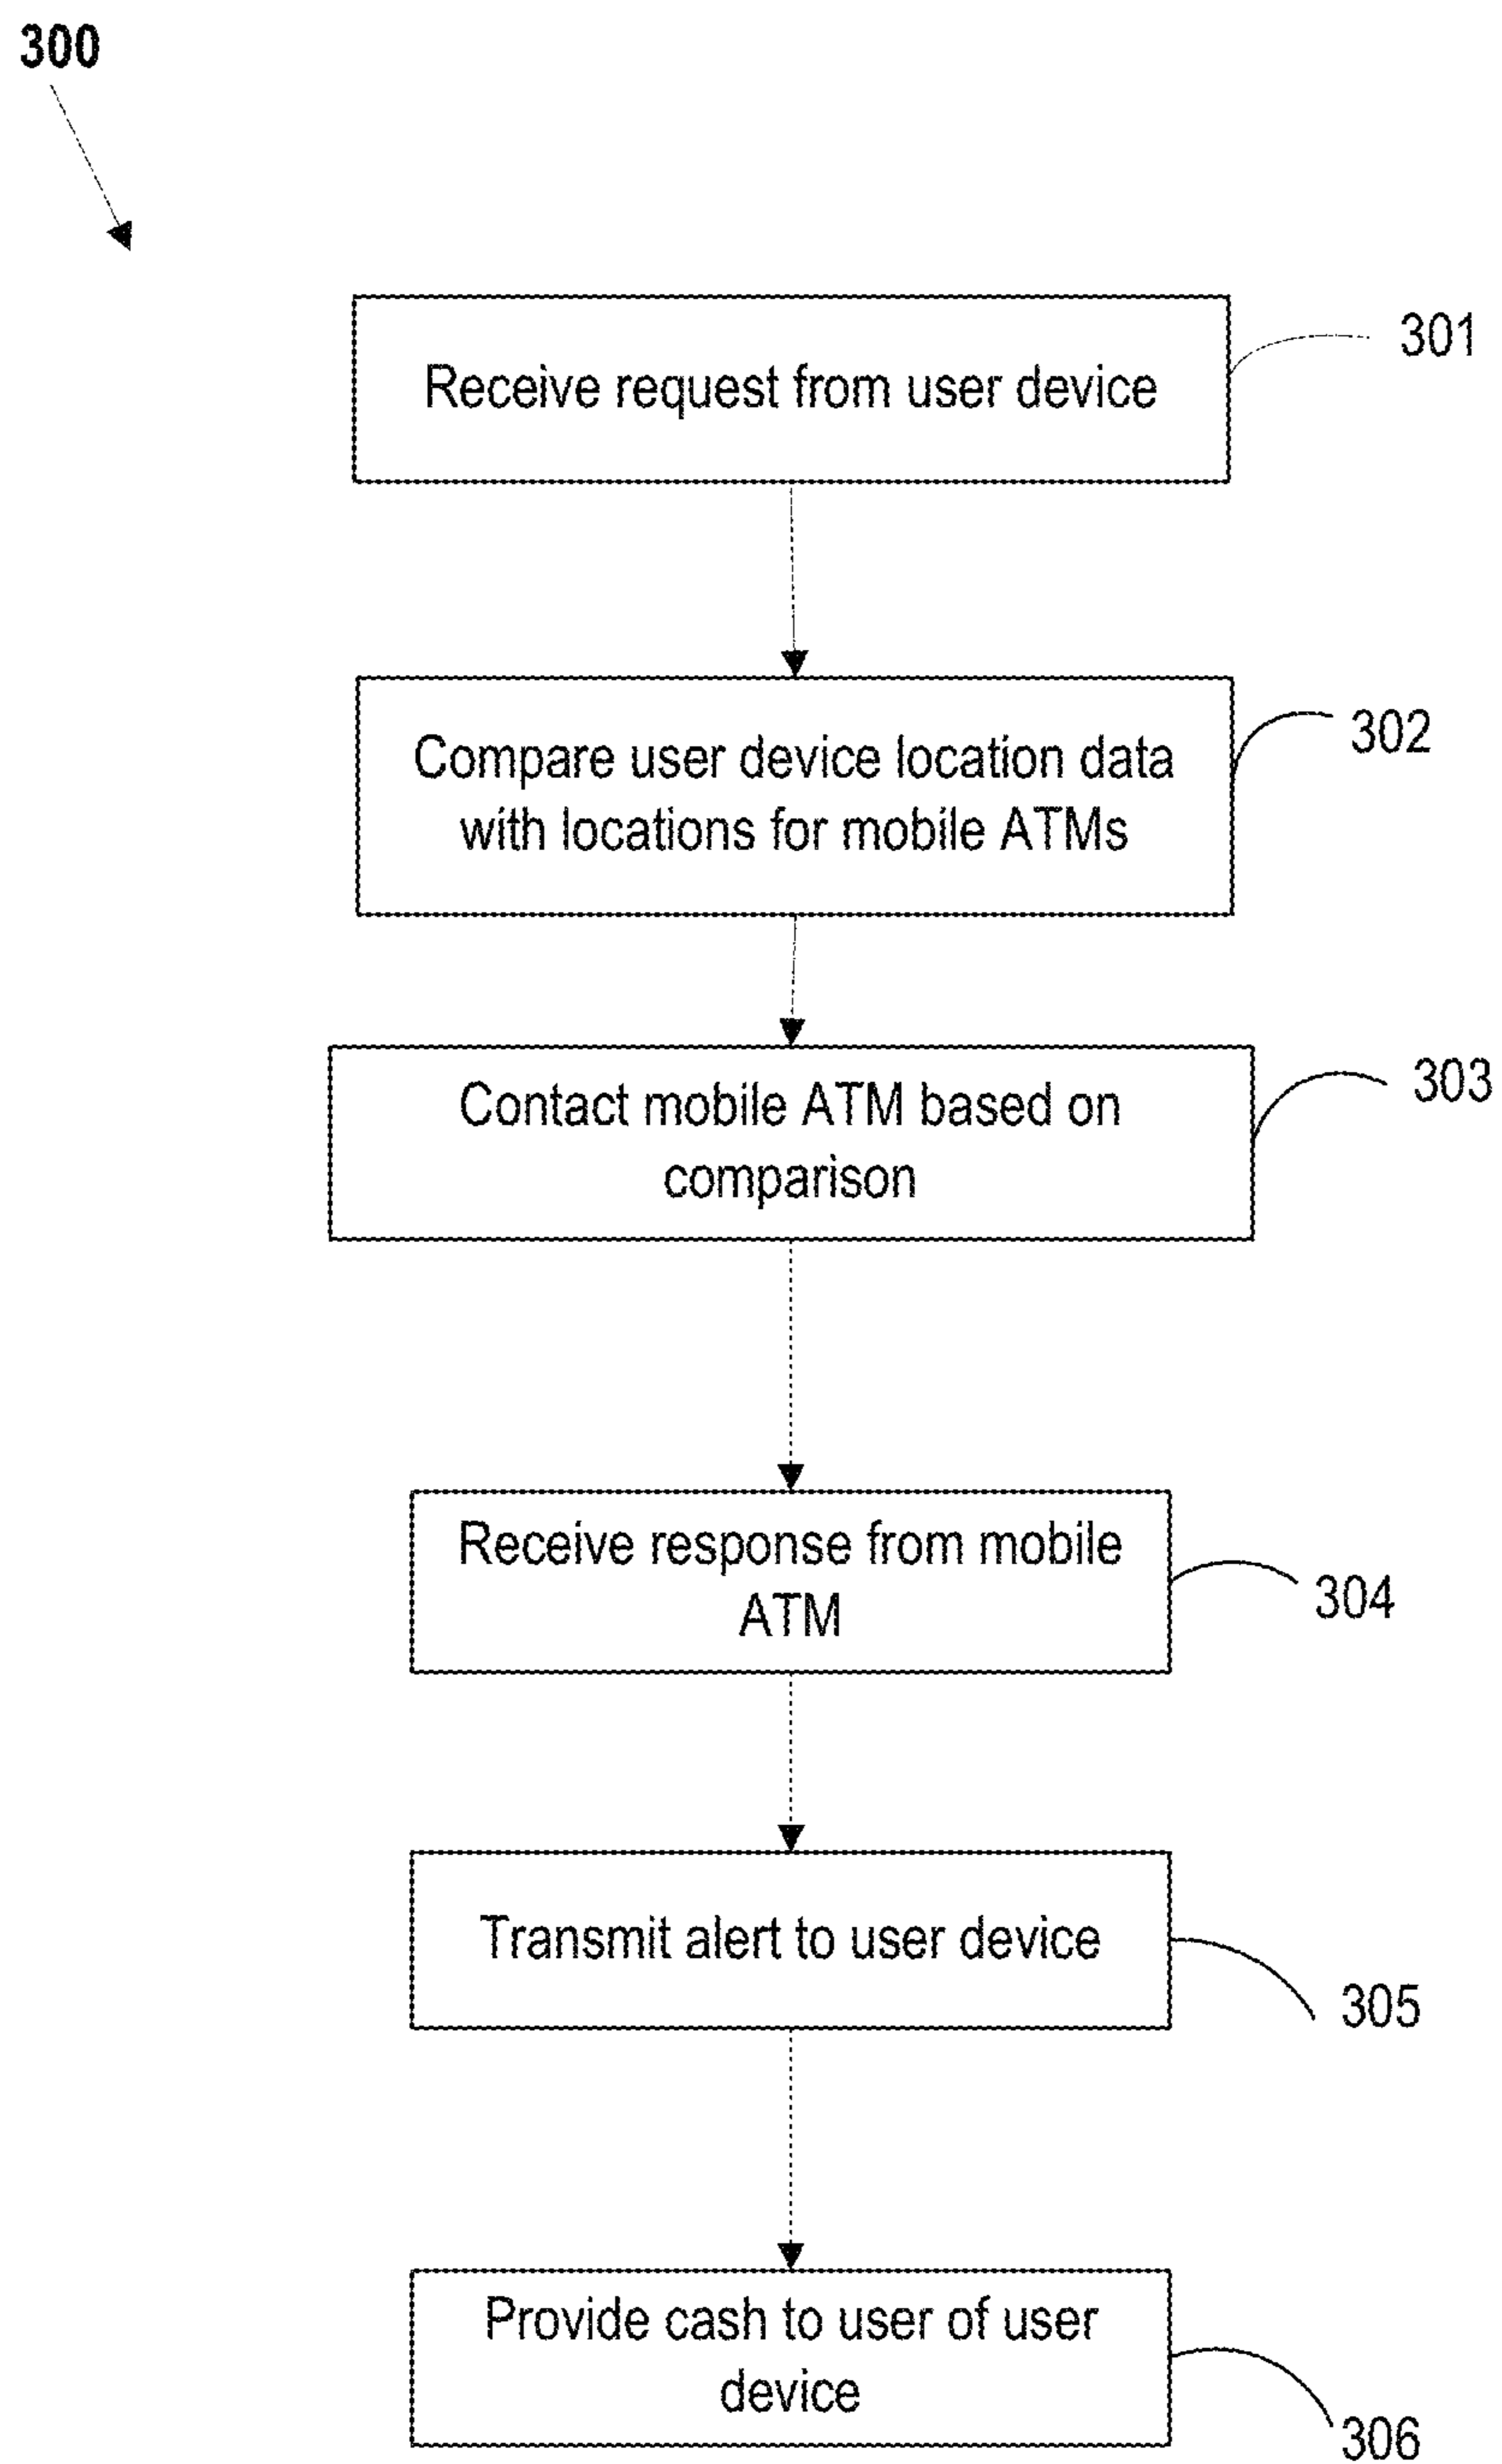 300
Receive request from user device
301
Compare user device location data
with locations for mobile ATMs
302
Contact mobile ATM based on
comparison
303
Receive response from mobile
ATM
304
Transmit alert to user device
305
Provide cash to user of user
device
306